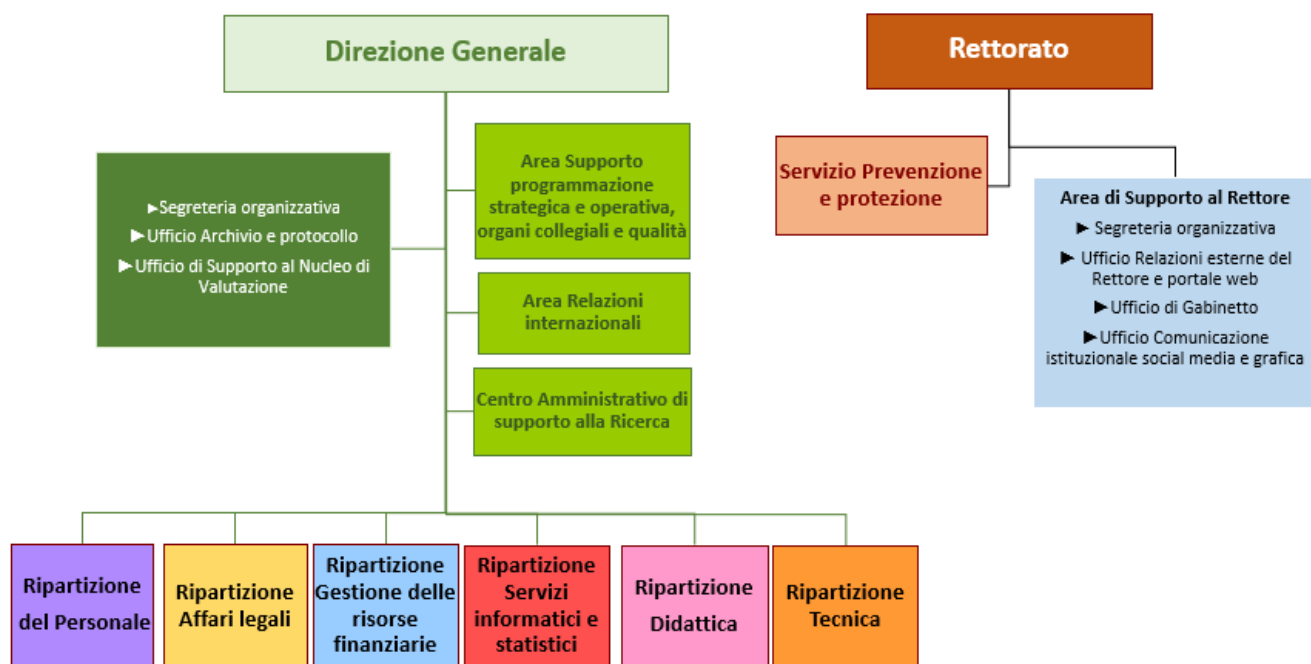 Direzione Generale
Rettorato
►Segreteria organizzativa
►Ufficio Archivio e protocollo
►Ufficio di Supporto al Nucleo di
Valutazione
Area Supporto
programmazione
strategica e operativa,
organi collegiali e qualità
Area Relazioni
internazionali
Centro Amministrativo di
supporto alla Ricerca
Servizio Prevenzione
e protezione
Area di Supporto al Rettore
► Segreteria organizzativa
► Ufficio Relazioni esterne del
Rettore e portale web
►Ufficio di Gabinetto
►Ufficio Comunicazione
istituzionale social media e grafica
Ripartizione
del Personale
Ripartizione
Affari legali
Ripartizione
Gestione delle
risorse
finanziarie
Ripartizione
Servizi
informatici e
statistici
Ripartizione
Didattica
Ripartizione
Tecnica